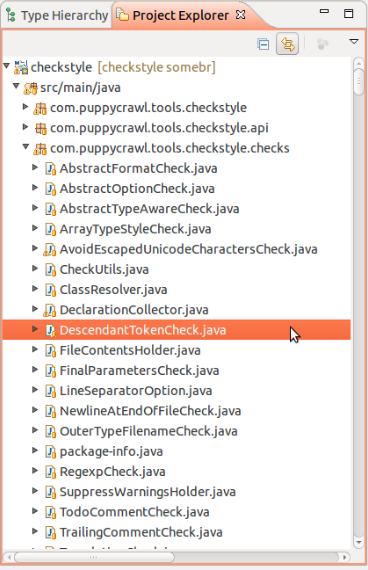 Type Hierarchy Project Explorer
checkstyle [checkstyle somebr]
src/main/java
com.puppycrawl.tools.checkstyle
com.puppycrawl.tools.checkstyle.api
com.puppycrawl.tools.checkstyle.checks
AbstractFormatCheck.java
AbstractOptionCheck.java
AbstractTypeAwareCheck.java
ArrayTypeStyleCheck.java
AvoidEscapedUnicodeCharactersCheck.java
CheckUtils.java
ClassResolver.java
DeclarationCollector.java
DescendantTokenCheck.java
FileContentsHolder.java
FinalParametersCheck.java
LineSeparatorOption.java
NewlineAtEndOfFileCheck.java
OuterTypeFilenameCheck.java
package-info.java
RegexpCheck.java
SuppressWarningsHolder.java
TodoCommentCheck.java
TrailingCommentCheck.java